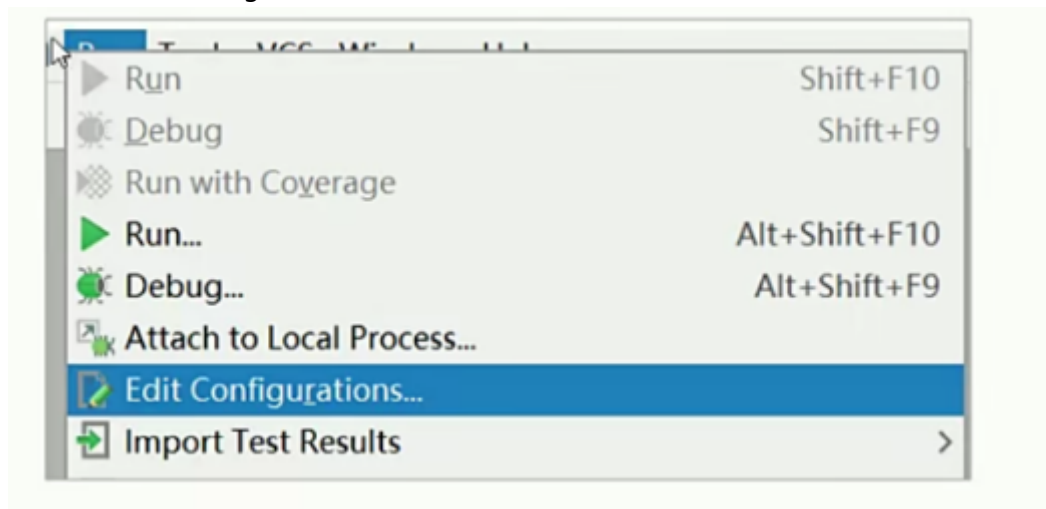 Run
Shift+F10
Debug
Shift+F9
Run with Coverage
Run...
Alt+Shift+F10
Debug...
Alt+Shift+F9
Attach to Local Process...
Edit Configurations...
Import Test Results